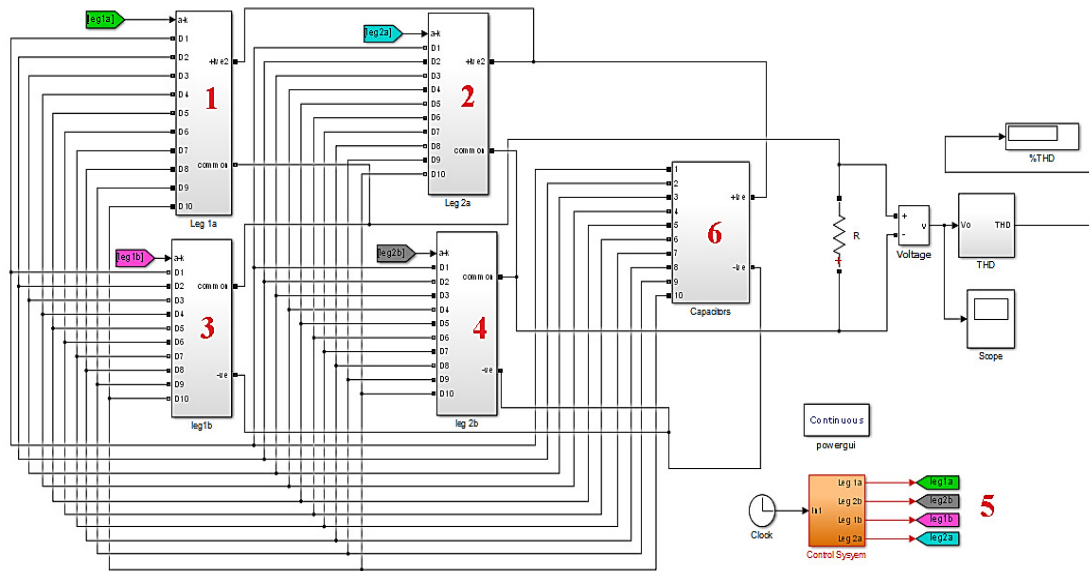 [leg1a]
a-k
D1
D2
D3
D4
D5
D6
D7
D8
D9
D10
+ve2
common
1
Leg 1a
[leg2a]
a-k
D1
D2
D3
D4
D5
D6
D7
D8
D9
D10
+ve2
common
2
Leg 2a
[leg1b]
a-k
D1
D2
D3
D4
D5
D6
D7
D8
D9
D10
common
-ve
3
leg1b
[leg2b]
a-k
D1
D2
D3
D4
D5
D6
D7
D8
D9
D10
common
-ve
4
leg 2b
1
2
3
4
5
6
7
8
9
10
+ve
-ve
6
Capacitors
R
+
+
-
v
Voltage
Vo
THD
THD
%THD
Scope
Continuous
powergui
Clock
In1
Leg 1a
Leg 2b
Leg 1b
Leg 2a
Control Sysyem
leg1a
leg2b
leg1b
leg2a
5